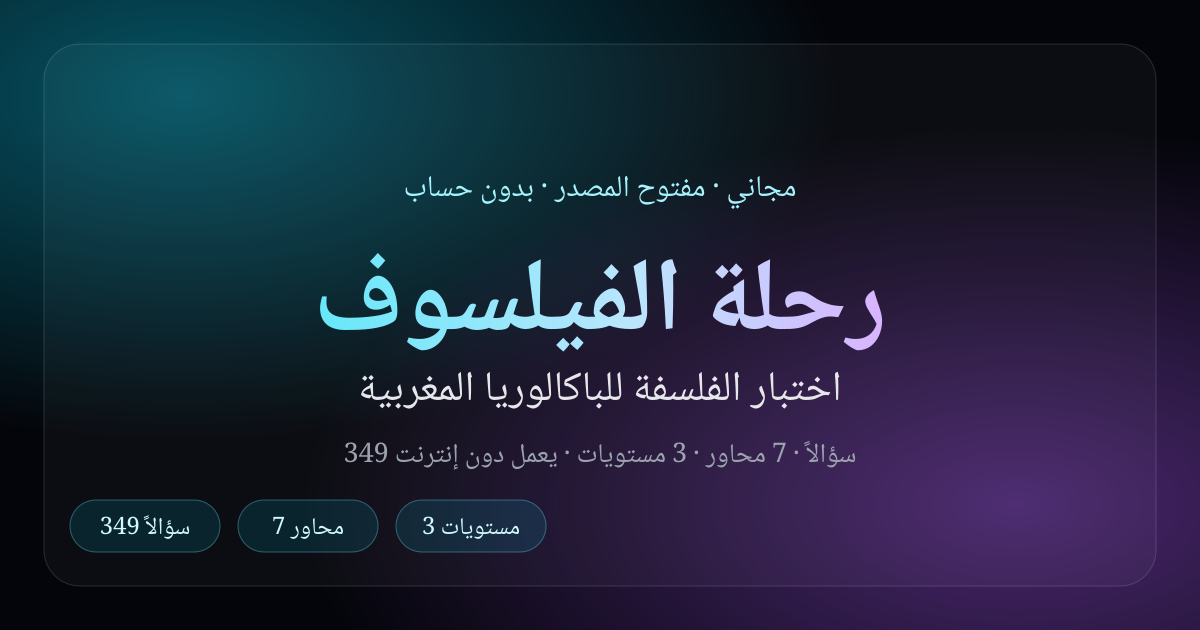 مجاني · مفتوح المصدر · بدون حساب
رحلة الفيلسوف
اختبار الفلسفة للباكالوريا المغربية
سؤالاً · 7 محاور · 3 مستويات · يعمل دون إنترنت 349
مستويات 3
محاور 7
سؤالاً 349